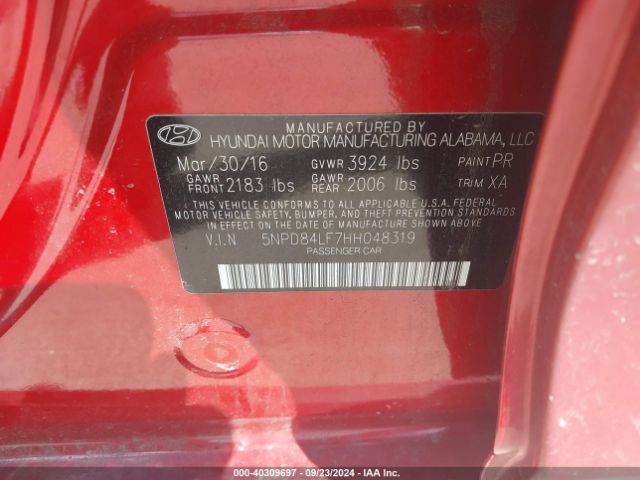 MANUFACTURED BY
HYUNDAI MOTOR MANUFACTURING ALABAMA, LLC
Mar/30/16 GVWR 3924 lbs PAINT PR
GAWR FRONT 2183 lbs GAWR REAR 2006 lbs TRIM XA
THIS VEHICLE CONFORMS TO ALL APPLICABLE U.S.A. FEDERAL
MOTOR VEHICLE SAFETY, BUMPER, AND THEFT PREVENTION STANDARDS
IN EFFECT ON THE DATE OF MANUFACTURE SHOWN ABOVE
V.I.N 5NPD84LF7HH048319
PASSENGER CAR
000-40309697 - 09/23/2024 - IAA Inc.